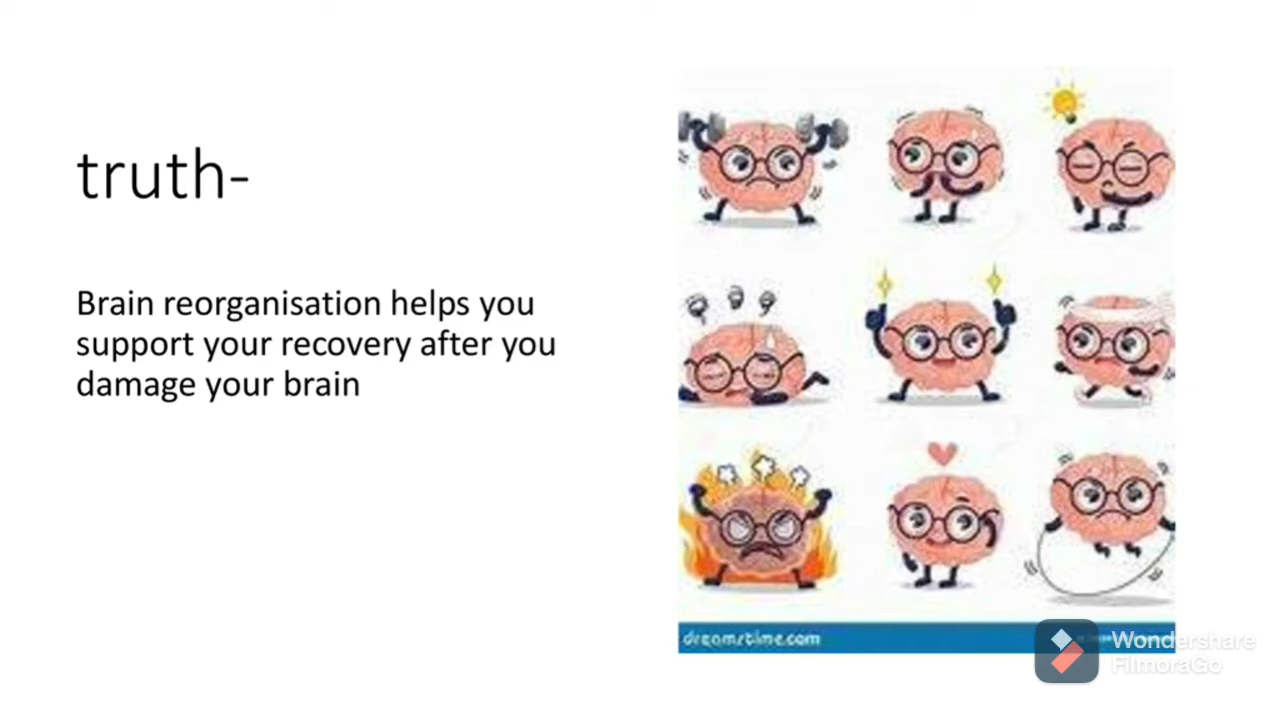 truth-
Brain reorganisation helps you
support your recovery after you
damage your brain
dreamstime.com
Wondershare
FilmoraGo